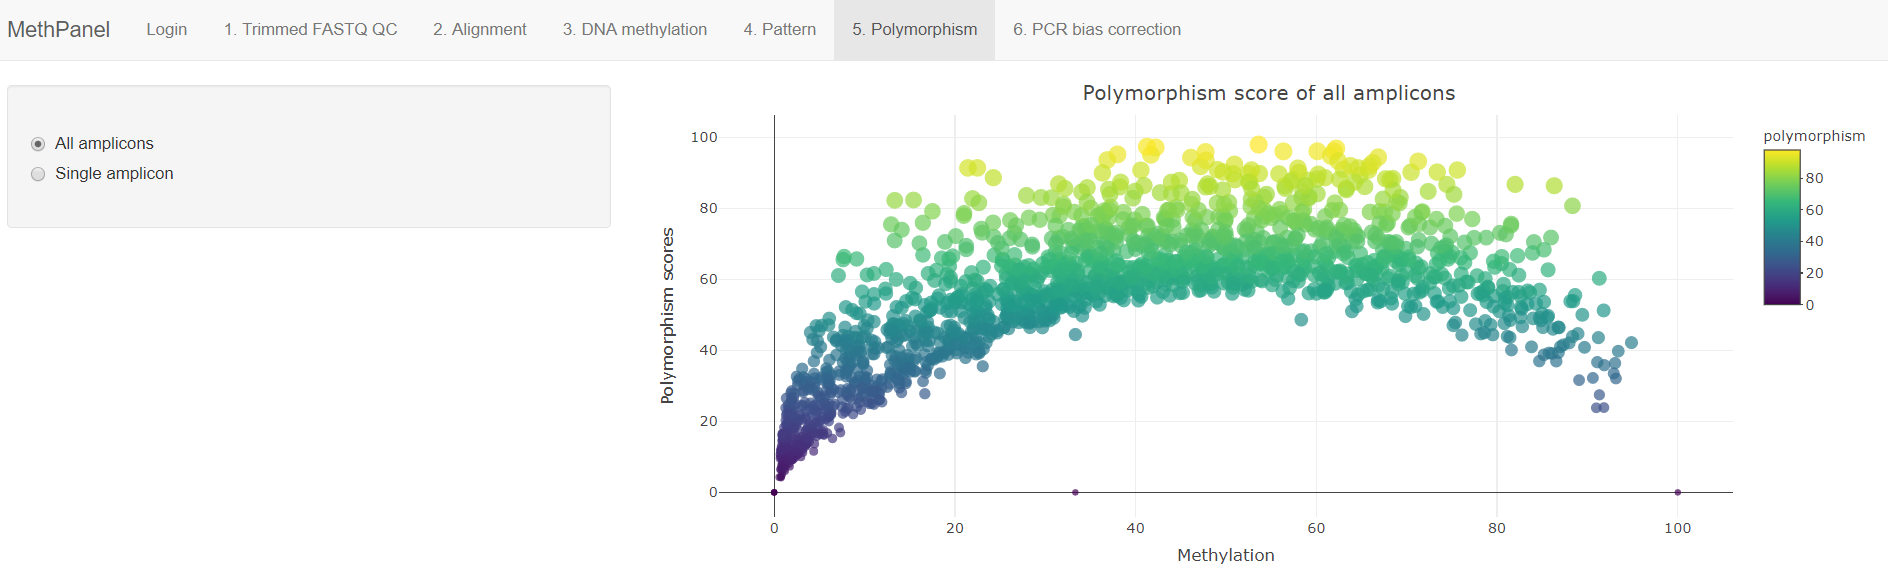 MethPanel Login 1. Trimmed FASTQ QC 2. Alignment 3. DNA methylation 4. Pattern 5. Polymorphism 6. PCR bias correction
All amplicons
Single amplicon
Polymorphism score of all amplicons
Polymorphism scores
100
80
60
40
20
0
0 20 40 60 80 100
Methylation
polymorphism
80
60
40
20
0